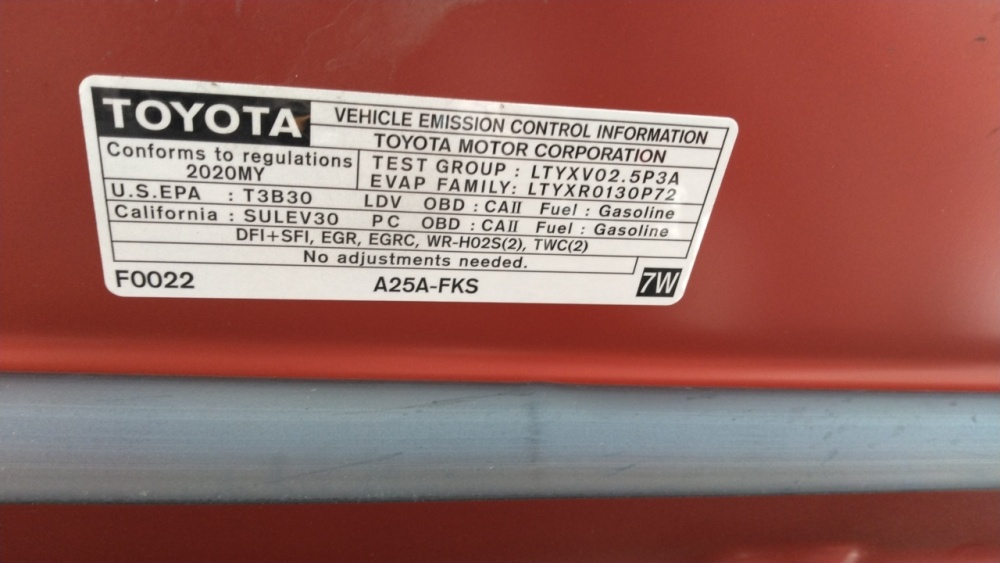 TOYOTA VEHICLE EMISSION CONTROL INFORMATION
TOYOTA MOTOR CORPORATION
Conforms to regulations
2020MY
TEST GROUP : LTYXV02.5P3A
EVAP FAMILY: LTYXR0130P72
U.S.EPA : T3B30 LDV OBD : CAII Fuel : Gasoline
California : SULEV30 PC OBD : CAII Fuel : Gasoline
DFI+SFI, EGR, EGRC, WR-HO2S(2), TWC(2)
No adjustments needed.
F0022 A25A-FKS 7W